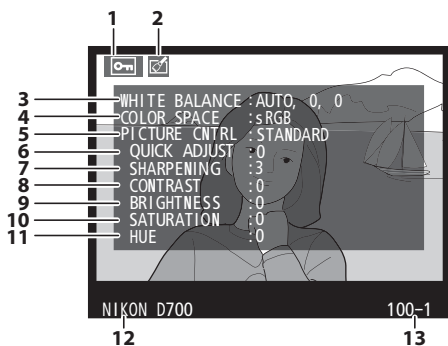 1 2
3 WHITE BALANCE :AUTO, 0, 0
4 COLOR SPACE :sRGB
5 PICTURE CNTRL :STANDARD
6 QUICK ADJUST :0
7 SHARPENING :3
8 CONTRAST :0
9 BRIGHTNESS :0
10 SATURATION :0
11 HUE :0
NIKON D700 100-1
12 13